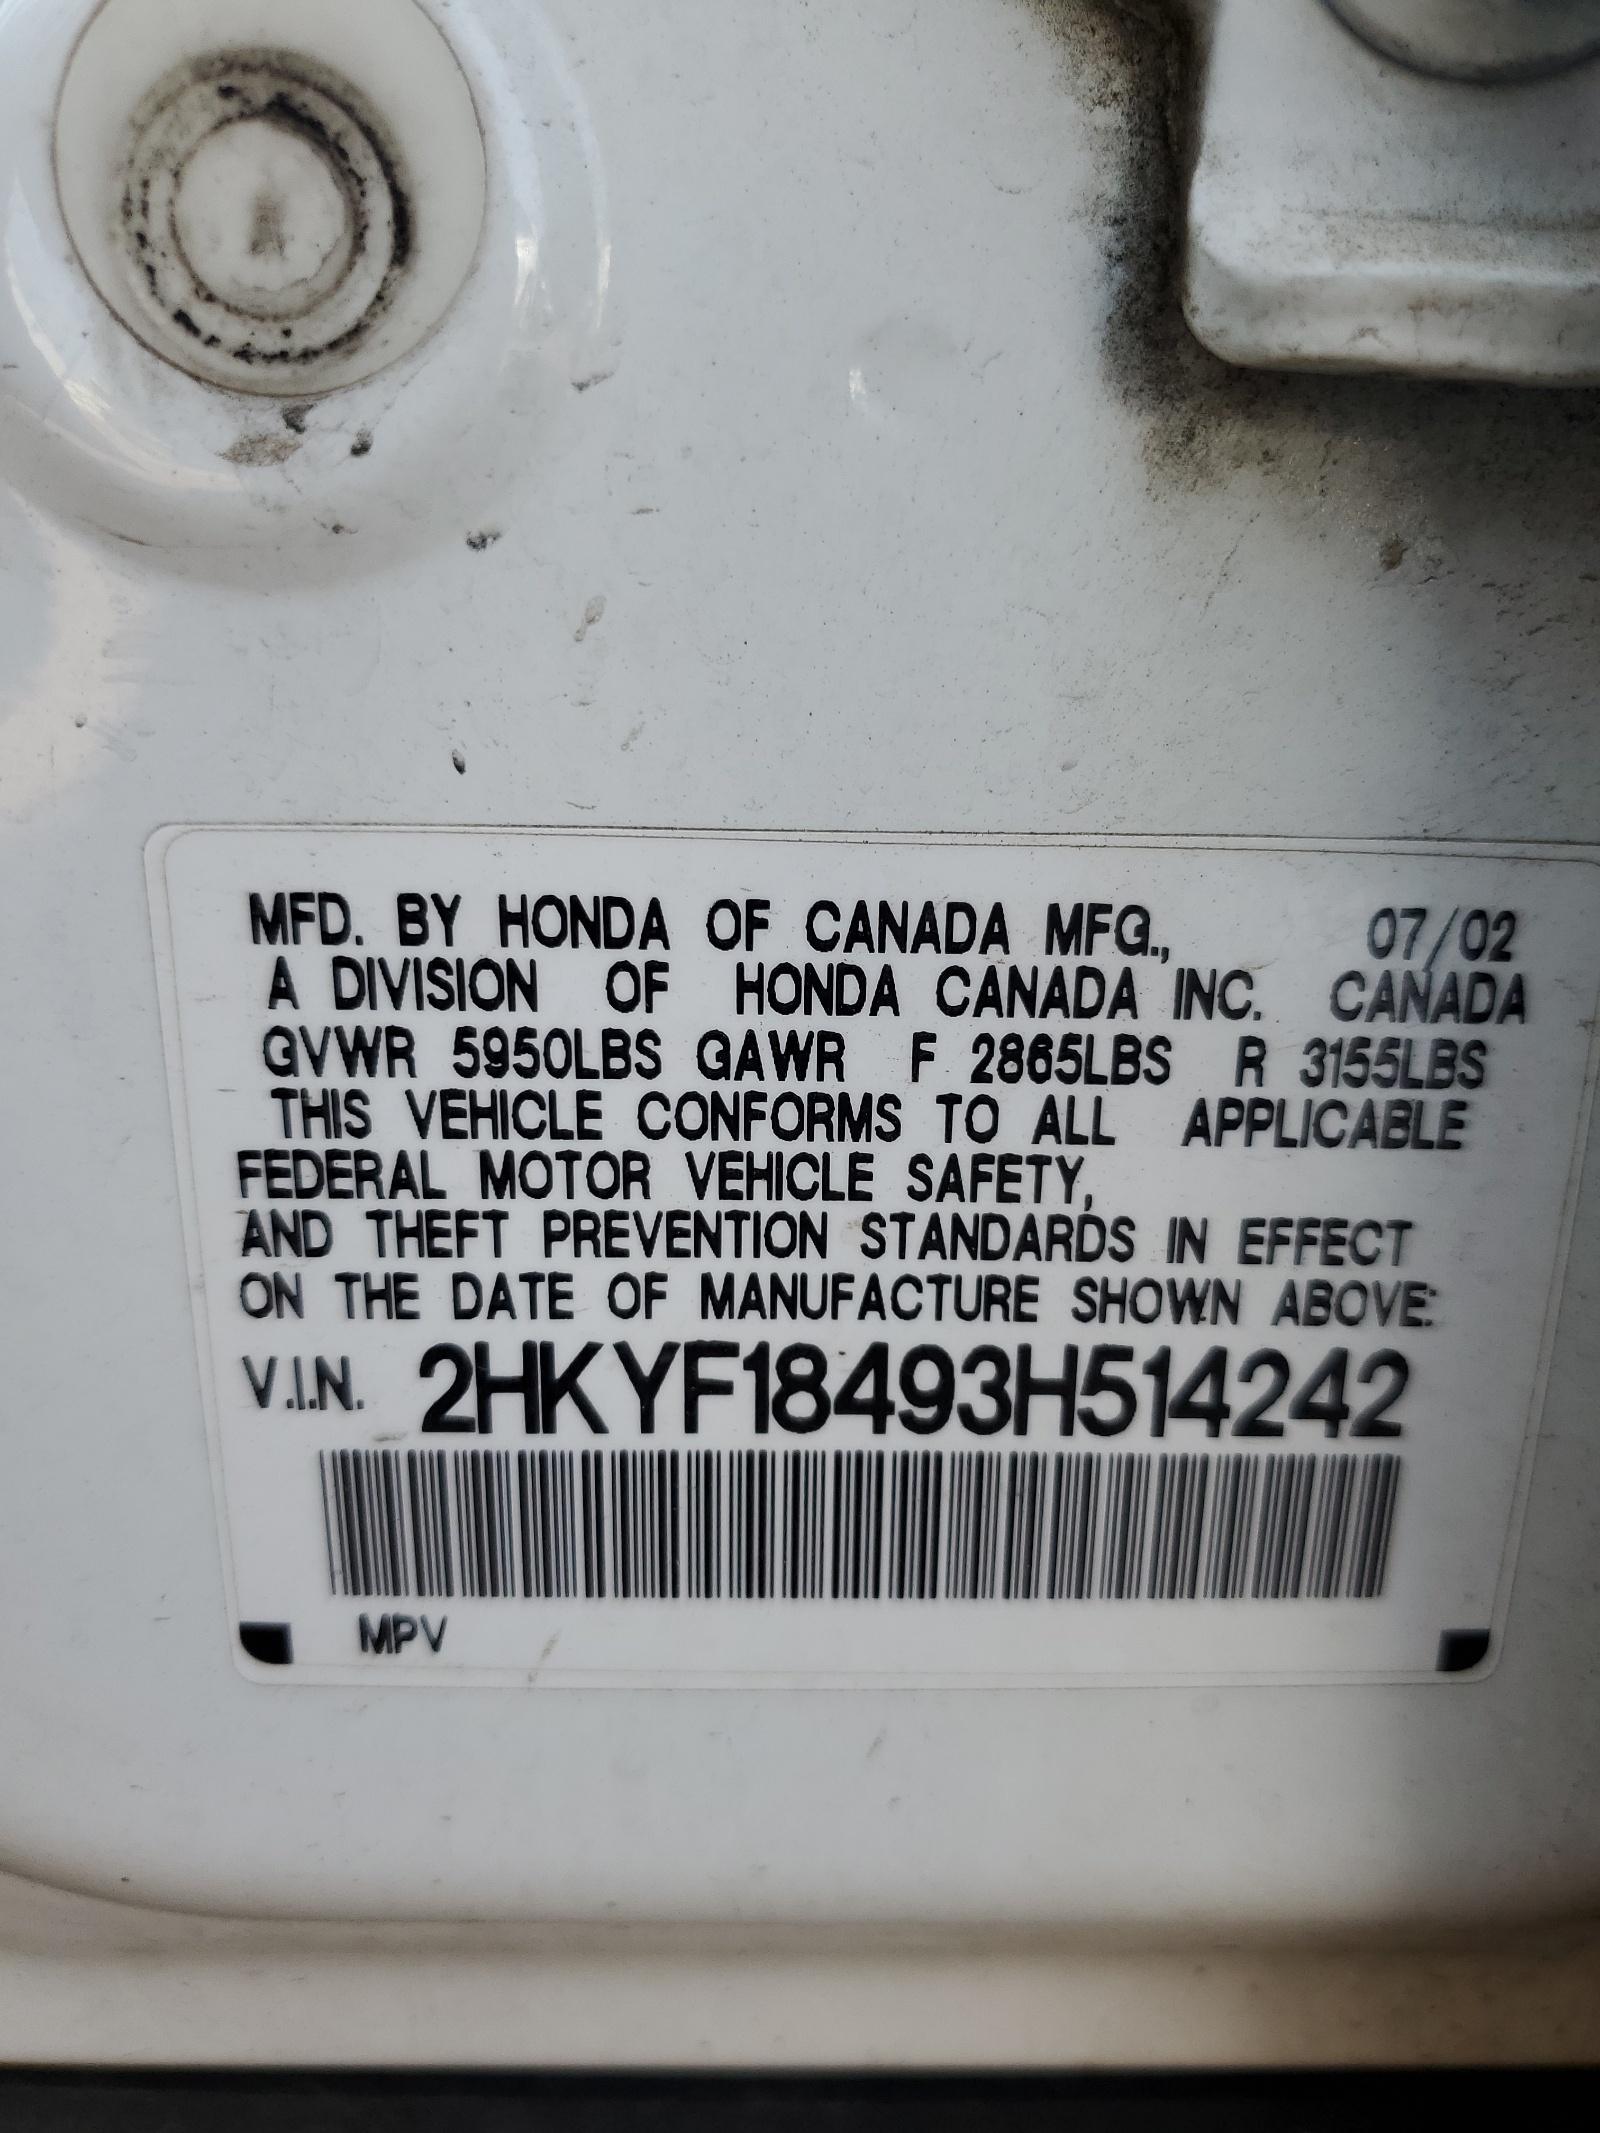 MFD. BY HONDA OF CANADA MFG., 07/02
A DIVISION OF HONDA CANADA INC. CANADA
GVWR 5950LBS GAWR F 2865LBS R 3155LBS
THIS VEHICLE CONFORMS TO ALL APPLICABLE
FEDERAL MOTOR VEHICLE SAFETY,
AND THEFT PREVENTION STANDARDS IN EFFECT
ON THE DATE OF MANUFACTURE SHOWN ABOVE:
V.I.N. 2HKYF18493H514242
MPV